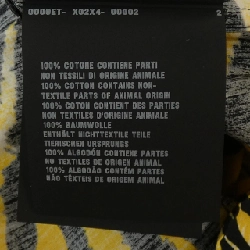 2
100% COTONE CONTIENE PARTI
NON TESSILI DI ORIGINE ANIMALE
100% COTTON CONTAINS NON-
TEXTILE PARTS OF ANIMAL ORIGIN
100% COTON CONTIENT DES PARTIES
NON TEXTILES D'ORIGINE ANIMALE
100% BAUMWOLLE
ENTHÄLT NICHTTEXTILE TEILE
TIERISCHEN URSPRUNGS
100% ALGODÓN CONTIENE PARTES
NO TEXTILES DE ORIGEN ANIMAL
100% ALGODÃO CONTÉM PARTES
NÃO TÊXTEIS DE ORIGEM ANIMAL